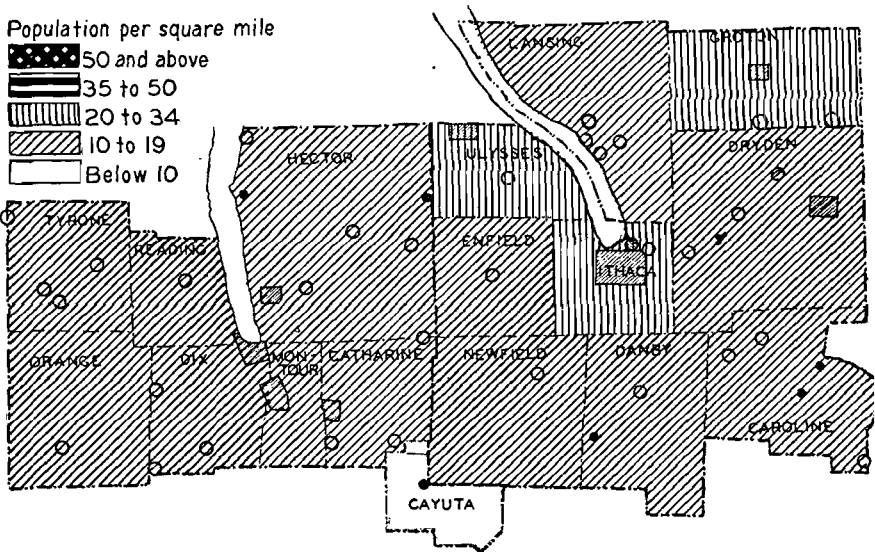 Population per square mile
50 and above
35 to 50
20 to 34
10 to 19
Below 10
LANSING
GROTON
HECTOR
ULYSSES
DRYDEN
TYRONE
READING
ENFIELD
ITHACA
ORANGE
DIX
MON-
TOUR
CATHARINE
NEWFIELD
DANBY
CAROLINE
CAYUTA